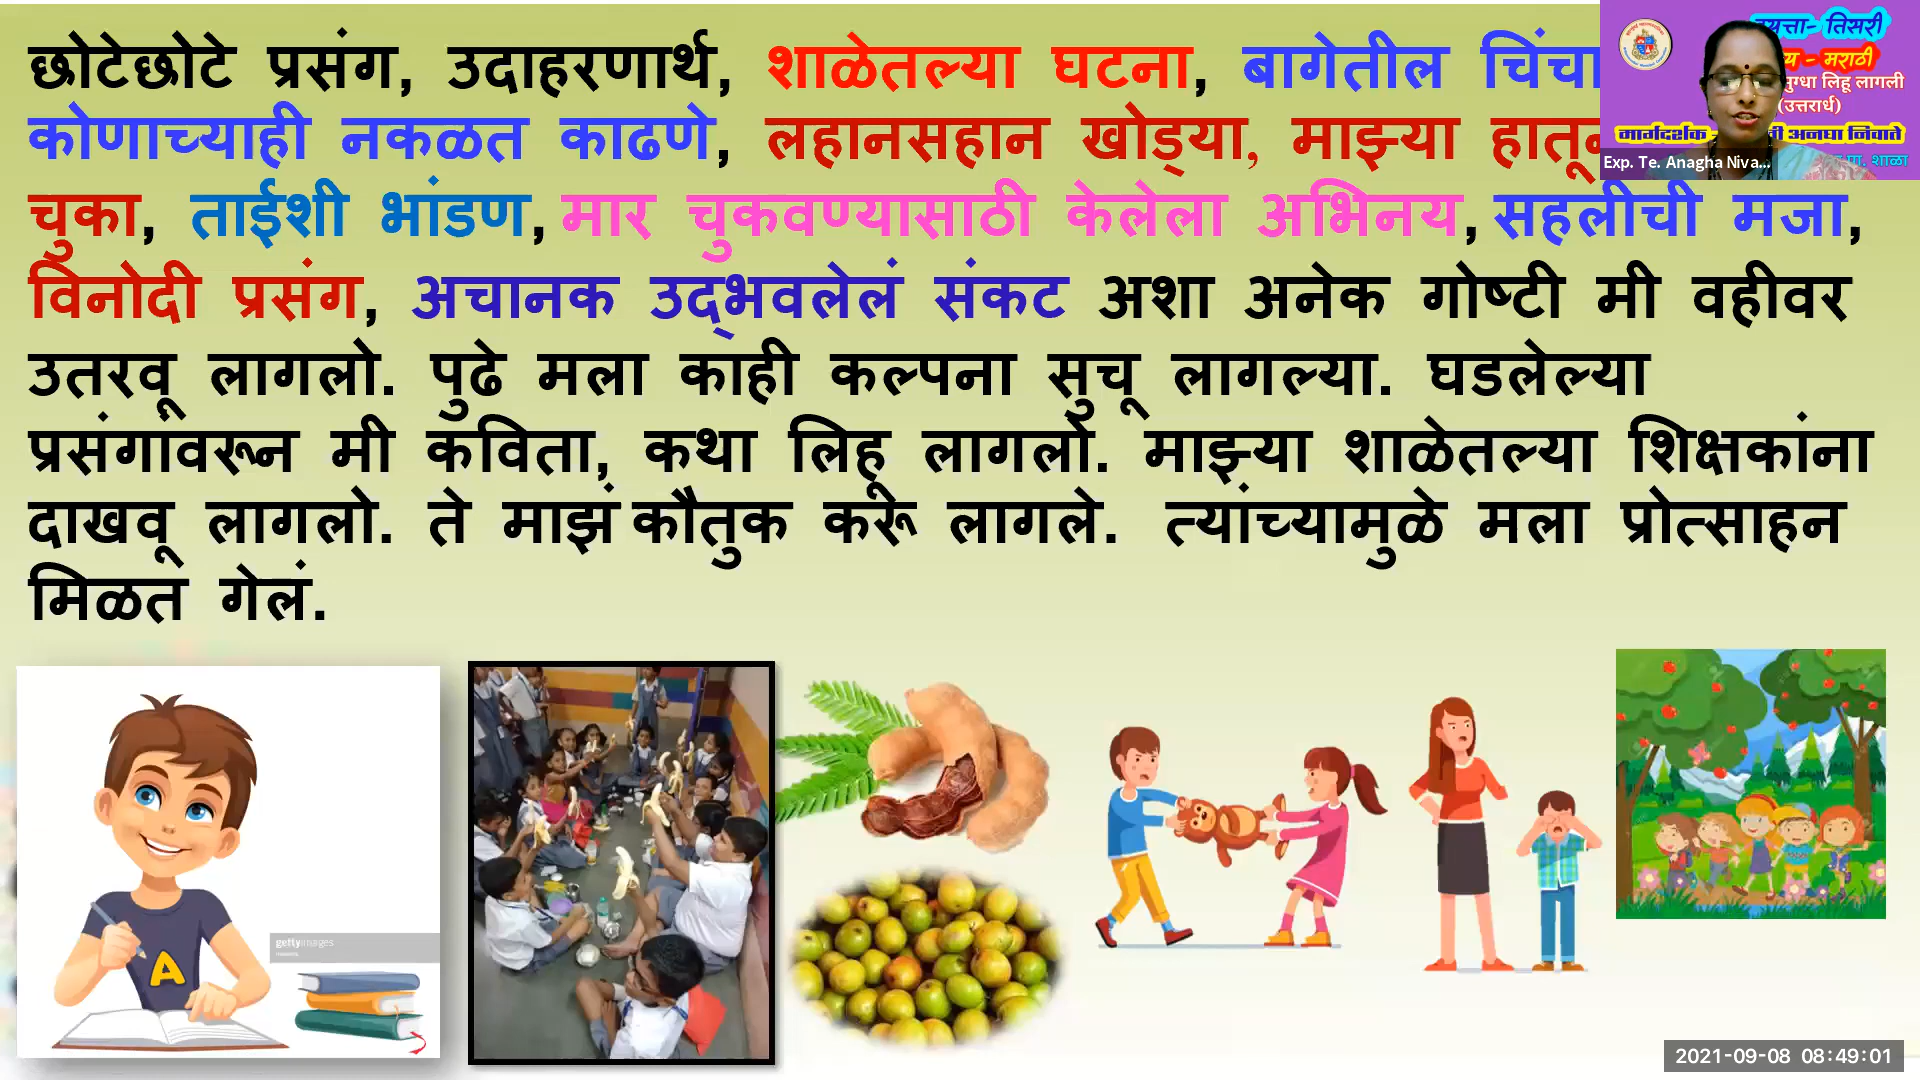 छोटेछोटे प्रसंग, उदाहरणार्थ, शाळेतल्या घटना, बागेतील
कोणाच्याही नकळत काढणे, लहानसहान खोड्या, माझ्या
चुका, ताईशी भांडण, मार चुकवण्यासाठी केलेला अभिनय, सहलीची मजा,
विनोदी प्रसंग, अचानक उद्‌भवलेलं संकट अशा अनेक गोष्टी मी वहीवर
उतरवू लागलो. पुढे मला काही कल्पना सुचू लागल्या. घडलेल्या
प्रसंगांवरून मी कविता, कथा लिहू लागलो. माझ्या शाळेतल्या शिक्षकांना
दाखवू लागलो. ते माझं कौतुक करू लागले. त्यांच्यामुळे मला प्रोत्साहन
मिळत गेलं.
तिसरी
मराठी
लिहू लागली
(उत्तरार्ध)
मार्गदर्शक अनघा निवाते
शाळा
Exp. Te. Anagha Niva...
A
gettyimages
2021-09-08 08:49:01